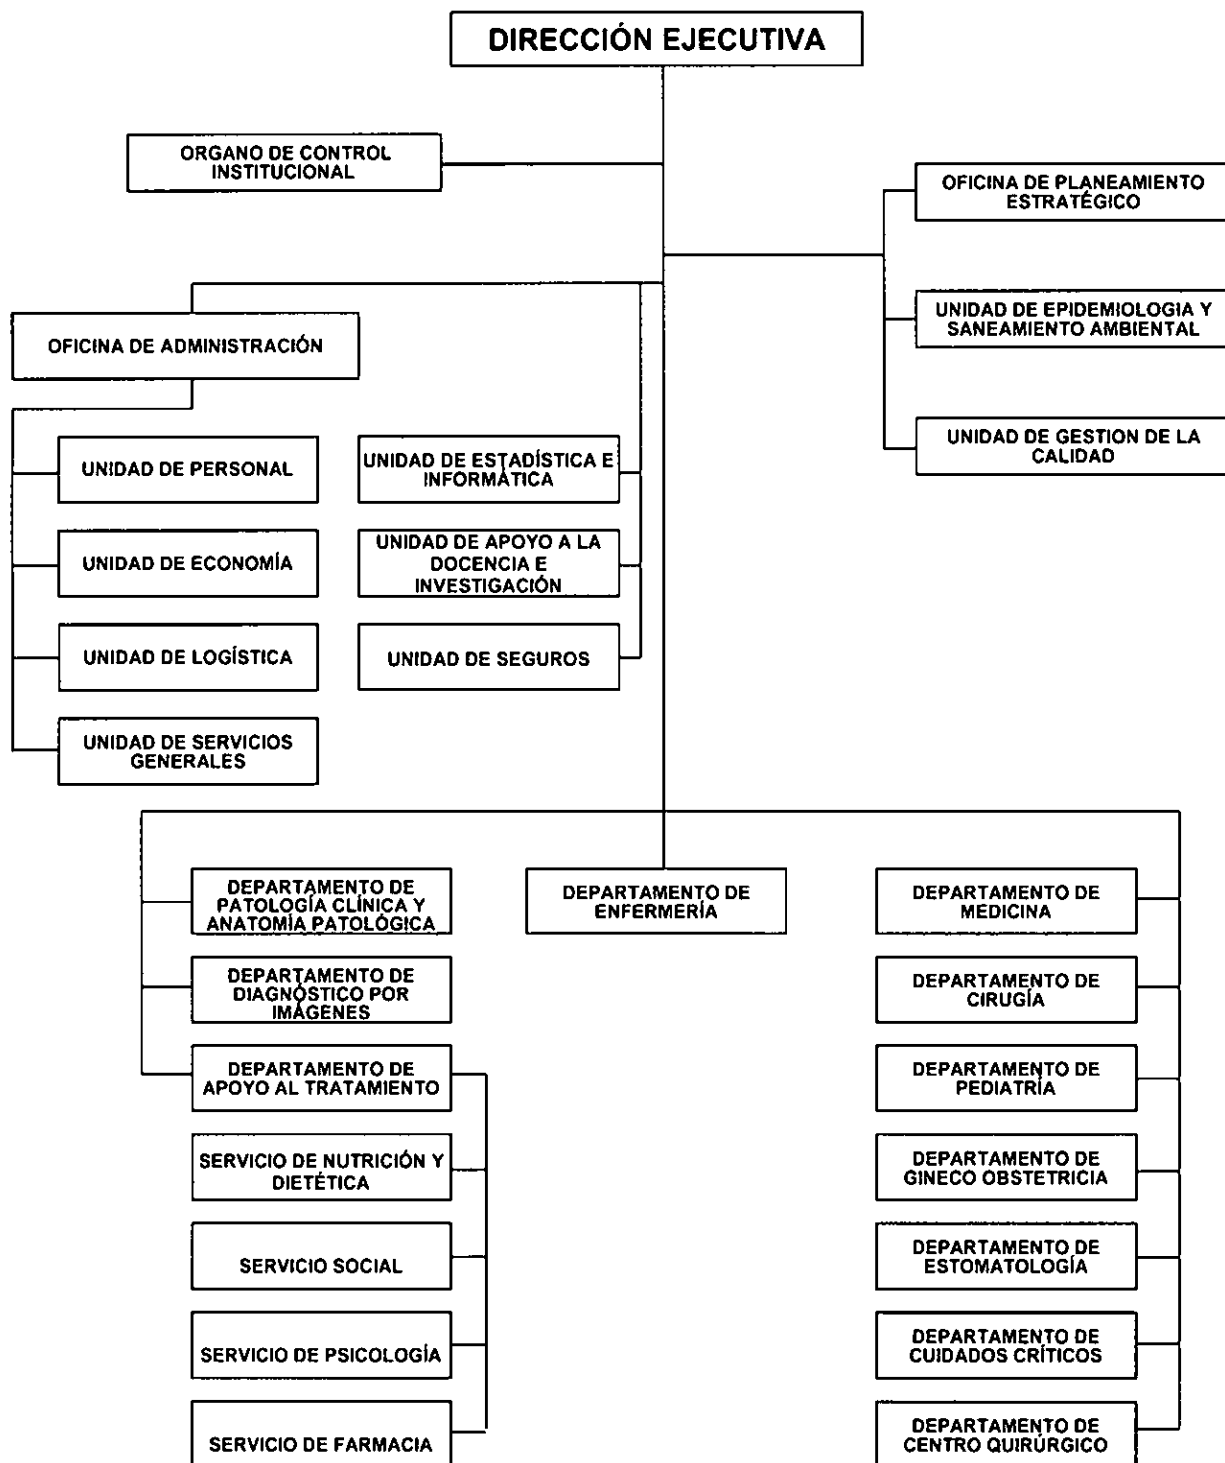 DIRECCIÓN EJECUTIVA
ORGANO DE CONTROL
INSTITUCIONAL
OFICINA DE PLANEAMIENTO
ESTRATÉGICO
UNIDAD DE EPIDEMIOLOGIA Y
SANEAMIENTO AMBIENTAL
UNIDAD DE GESTION DE LA
CALIDAD
OFICINA DE ADMINISTRACIÓN
UNIDAD DE PERSONAL
UNIDAD DE ECONOMÍA
UNIDAD DE LOGÍSTICA
UNIDAD DE SERVICIOS
GENERALES
UNIDAD DE ESTADÍSTICA E
INFORMÁTICA
UNIDAD DE APOYO A LA
DOCENCIA E
INVESTIGACIÓN
UNIDAD DE SEGUROS
DEPARTAMENTO DE
PATOLOGÍA CLÍNICA Y
ANATOMÍA PATOLÓGICA
DEPARTAMENTO DE
DIAGNÓSTICO POR
IMÁGENES
DEPARTAMENTO DE
APOYO AL TRATAMIENTO
SERVICIO DE NUTRICIÓN Y
DIETÉTICA
SERVICIO SOCIAL
SERVICIO DE PSICOLOGÍA
SERVICIO DE FARMACIA
DEPARTAMENTO DE
ENFERMERÍA
DEPARTAMENTO DE
MEDICINA
DEPARTAMENTO DE
CIRUGÍA
DEPARTAMENTO DE
PEDIATRÍA
DEPARTAMENTO DE
GINECO OBSTETRICIA
DEPARTAMENTO DE
ESTOMATOLOGÍA
DEPARTAMENTO DE
CUIDADOS CRÍTICOS
DEPARTAMENTO DE
CENTRO QUIRÚRGICO